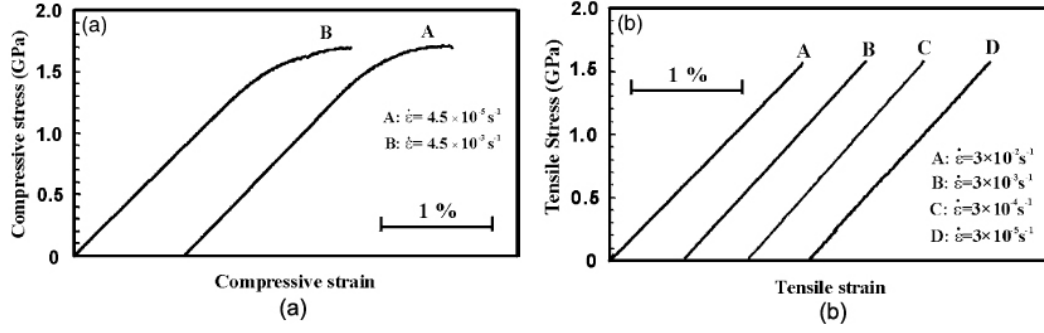 (a)
2.0
1.5
1.0
0.5
0
Compressive stress (GPa)
B
A
A: ε̇= 4.5 × 10⁻⁵ s⁻¹
B: ε̇= 4.5 × 10⁻³ s⁻¹
1 %
Compressive strain
(a)
(b)
2.0
1.5
1.0
0.5
0
Tensile Stress (GPa)
A
B
C
D
1 %
A: ε̇=3×10⁻²s⁻¹
B: ε̇=3×10⁻³s⁻¹
C: ε̇=3×10⁻⁴s⁻¹
D: ε̇=3×10⁻⁵s⁻¹
Tensile strain
(b)